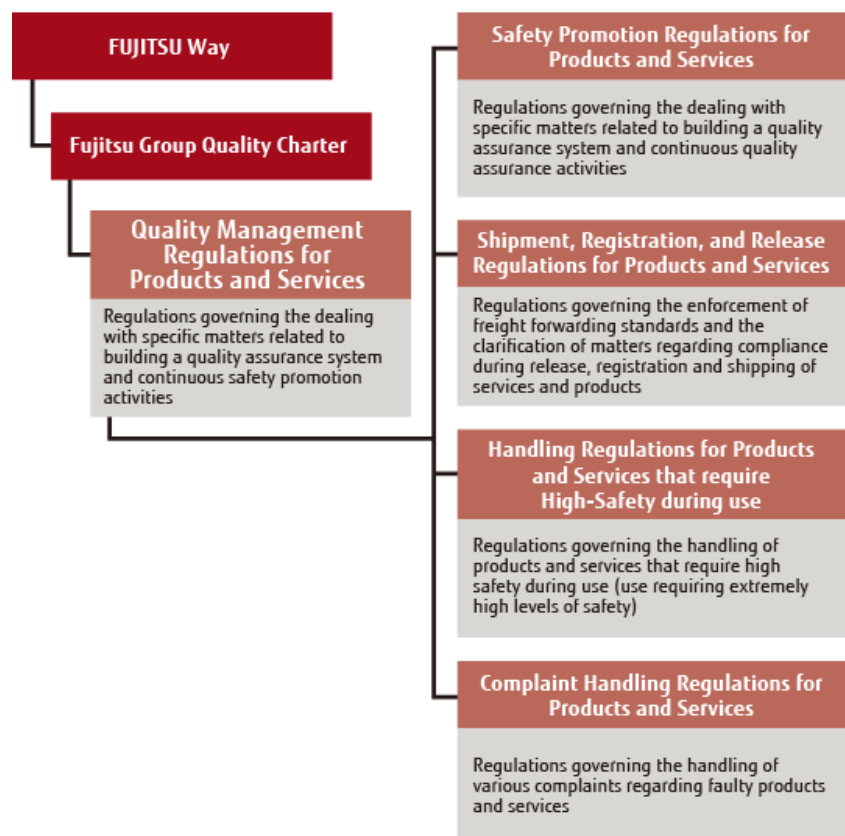 FUJITSU Way
Fujitsu Group Quality Charter
Quality Management
Regulations for
Products and Services
Regulations governing the dealing
with specific matters related to
building a quality assurance system
and continuous safety promotion
activities
Safety Promotion Regulations for
Products and Services
Regulations governing the dealing with
specific matters related to building a quality
assurance system and continuous quality
assurance activities
Shipment, Registration, and Release
Regulations for Products and Services
Regulations governing the enforcement of
freight forwarding standards and the
clarification of matters regarding compliance
during release, registration and shipping of
services and products
Handling Regulations for Products
and Services that require
High-Safety during use
Regulations governing the handling of
products and services that require high
safety during use (use requiring extremely
high levels of safety)
Complaint Handling Regulations for
Products and Services
Regulations governing the handling of
various complaints regarding faulty products
and services